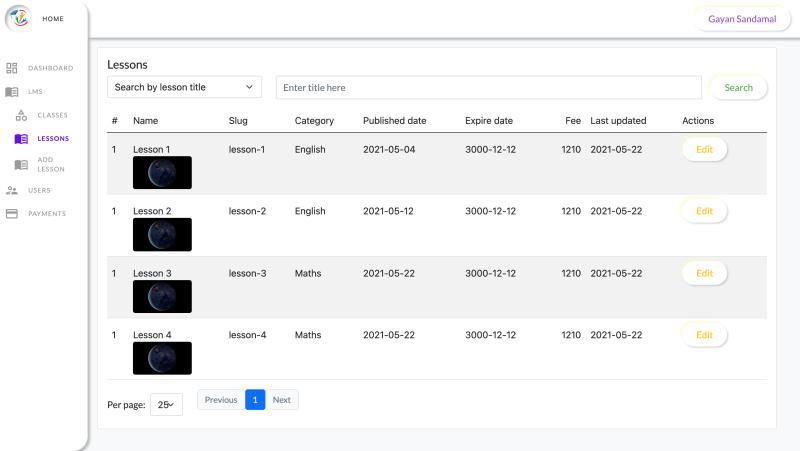 HOME
Gayan Sandamal
DASHBOARD
LMS
CLASSES
LESSONS
ADD
LESSON
USERS
PAYMENTS
Lessons
Search by lesson title Enter title here Search
# Name Slug Category Published date Expire date Fee Last updated Actions
1 Lesson 1 lesson-1 English 2021-05-04 3000-12-12 1210 2021-05-22 Edit
1 Lesson 2 lesson-2 English 2021-05-12 3000-12-12 1210 2021-05-22 Edit
1 Lesson 3 lesson-3 Maths 2021-05-22 3000-12-12 1210 2021-05-22 Edit
1 Lesson 4 lesson-4 Maths 2021-05-22 3000-12-12 1210 2021-05-22 Edit
Per page: 25 Previous 1 Next